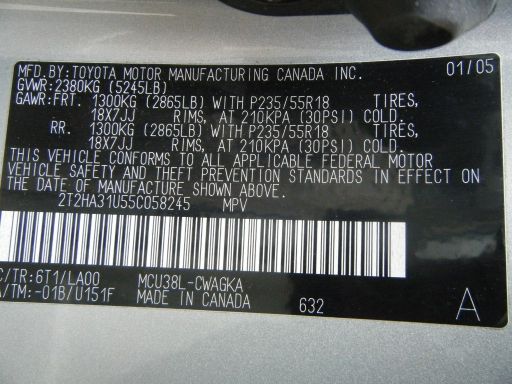 MFD.BY:TOYOTA MOTOR MANUFACTURING CANADA INC. 01/05
GVWR:2380KG (5245LB)
GAWR:FRT. 1300KG (2865LB) WITH P235/55R18 TIRES,
18X7JJ RIMS, AT 210KPA (30PSI) COLD.
RR. 1300KG (2865LB) WITH P235/55R18 TIRES,
18X7JJ RIMS, AT 210KPA (30PSI) COLD.
THIS VEHICLE CONFORMS TO ALL APPLICABLE FEDERAL MOTOR
VEHICLE SAFETY AND THEFT PREVENTION STANDARDS IN EFFECT ON
THE DATE OF MANUFACTURE SHOWN ABOVE.
2T2HA31U55C058245 MPV
C/TR:6T1/LA00 MCU38L-CWAGKA
A/TM:-01B/U151F MADE IN CANADA 632 A